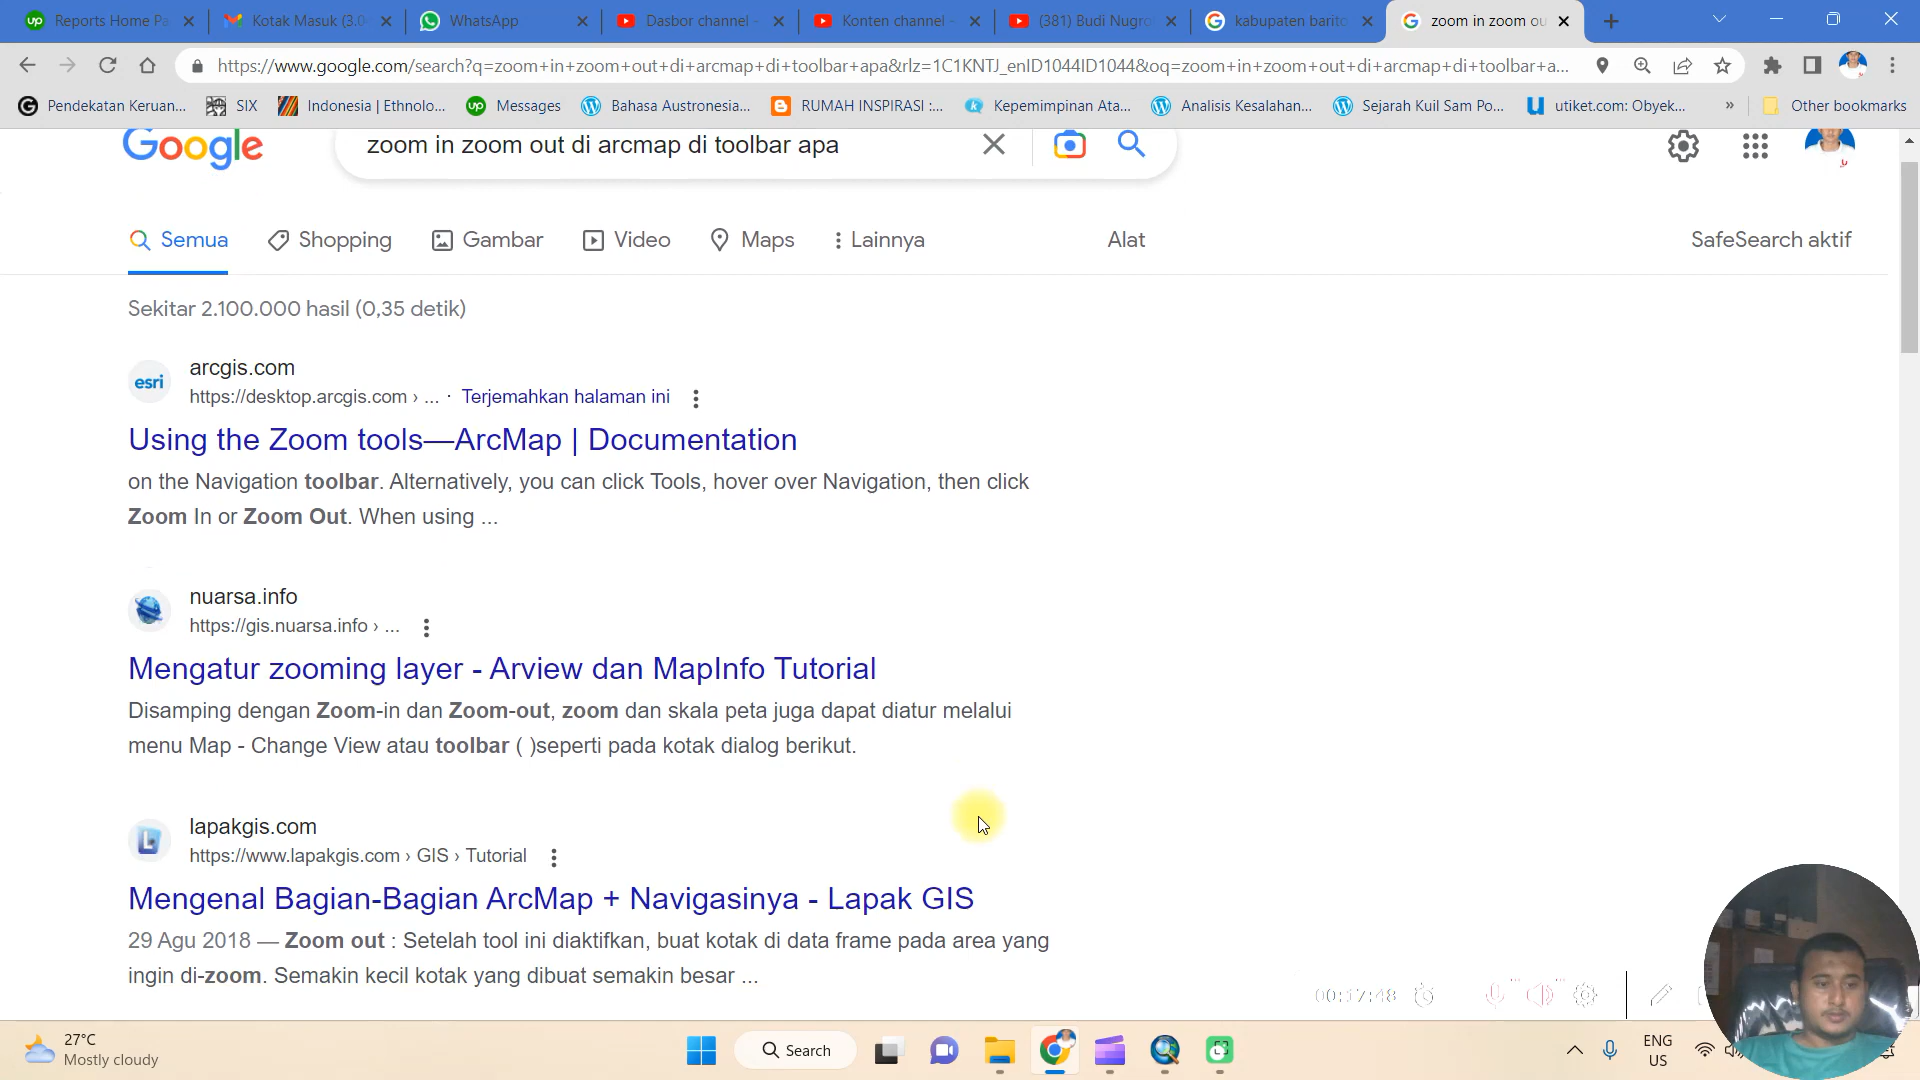 Reports Home Pa
Kotak Masuk (3.0
WhatsApp
Dasbor channel -
Konten channel -
(381) Budi Nugro
kabupaten barito
zoom in zoom ou
https://www.google.com/search?q=zoom+in+zoom+out+di+arcmap+di+toolbar+apa&rlz=1C1KNTJ_enID1044ID1044&oq=zoom+in+zoom+out+di+arcmap+di+toolbar+a...
Pendekatan Keruan...
SIX
Indonesia | Ethnolo...
up Messages
Bahasa Austronesia...
RUMAH INSPIRASI :...
Kepemimpinan Ata...
Analisis Kesalahan...
Sejarah Kuil Sam Po...
utiket.com: Obyek...
»
Other bookmarks
Google
zoom in zoom out di arcmap di toolbar apa
Semua
Shopping
Gambar
Video
Maps
Lainnya
Alat
SafeSearch aktif
Sekitar 2.100.000 hasil (0,35 detik)
esri
arcgis.com
https://desktop.arcgis.com › ... · Terjemahkan halaman ini
Using the Zoom tools—ArcMap | Documentation
on the Navigation toolbar. Alternatively, you can click Tools, hover over Navigation, then click
Zoom In or Zoom Out. When using ...
nuarsa.info
https://gis.nuarsa.info › ...
Mengatur zooming layer - Arview dan MapInfo Tutorial
Disamping dengan Zoom-in dan Zoom-out, zoom dan skala peta juga dapat diatur melalui
menu Map - Change View atau toolbar ( )seperti pada kotak dialog berikut.
lapakgis.com
https://www.lapakgis.com › GIS › Tutorial
Mengenal Bagian-Bagian ArcMap + Navigasinya - Lapak GIS
29 Agu 2018 — Zoom out : Setelah tool ini diaktifkan, buat kotak di data frame pada area yang
ingin di-zoom. Semakin kecil kotak yang dibuat semakin besar ...
00:17:48
27°C
Mostly cloudy
Search
ENG
US